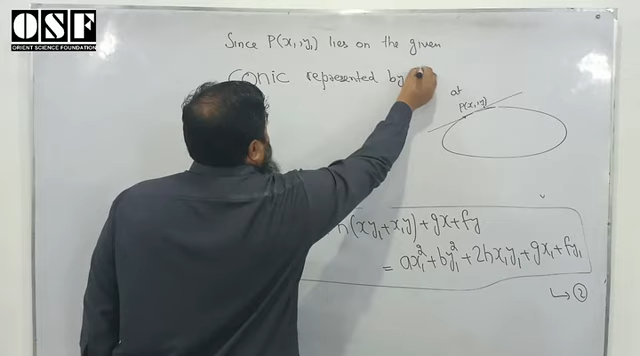 OSF
ORIENT SCIENCE FOUNDATION
Since P(x₁,y₁) lies on the given
conic represented by
at
P(x₁,y₁)
h(xy₁+x₁y)+gx+fy
= ax₁²+by₁²+2hx₁y₁+gx₁+fy₁
↳②